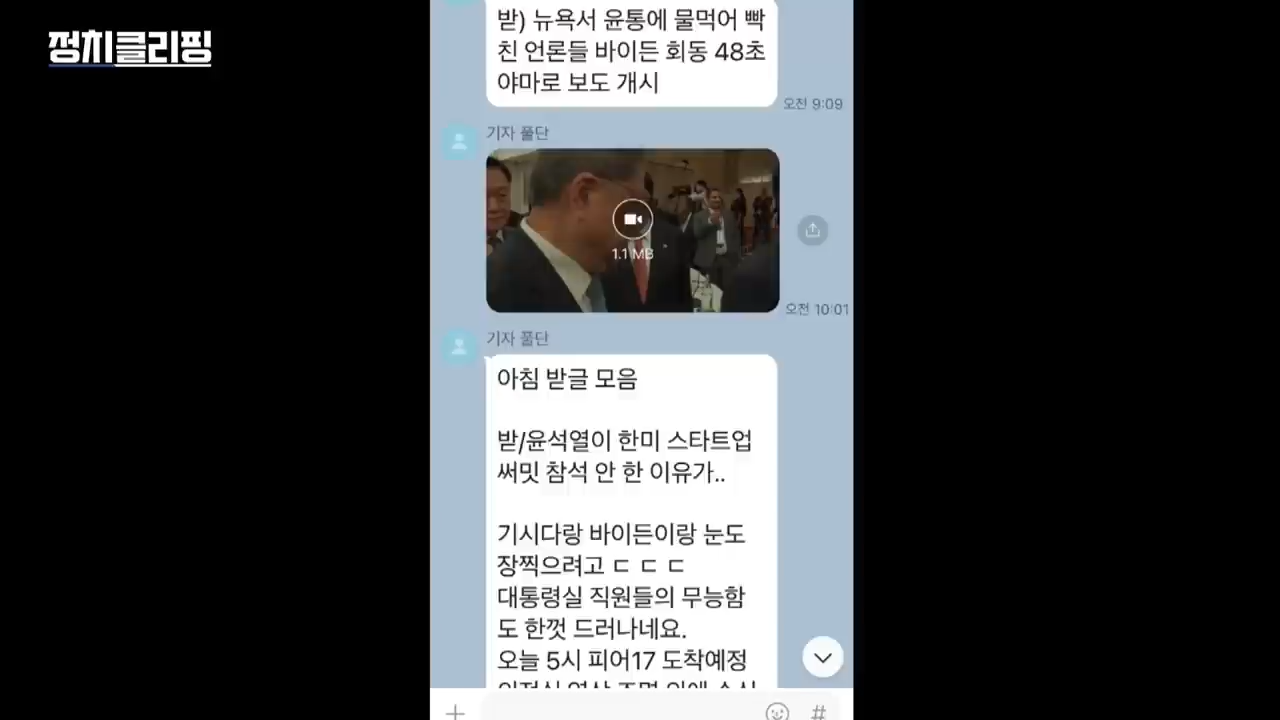 정치클리핑
받) 뉴욕서 윤통에 물먹어 빡
친 언론들 바이든 회동 48초
야마로 보도 개시
오전 9:09
기자 풀단
1.1 MB
오전 10:01
기자 풀단
아침 받글 모음
받/윤석열이 한미 스타트업
써밋 참석 안 한 이유가..
기시다랑 바이든이랑 눈도
장찍으려고 ㄷ ㄷ ㄷ
대통령실 직원들의 무능함
도 한껏 드러나네요.
오늘 5시 피어17 도착예정
#